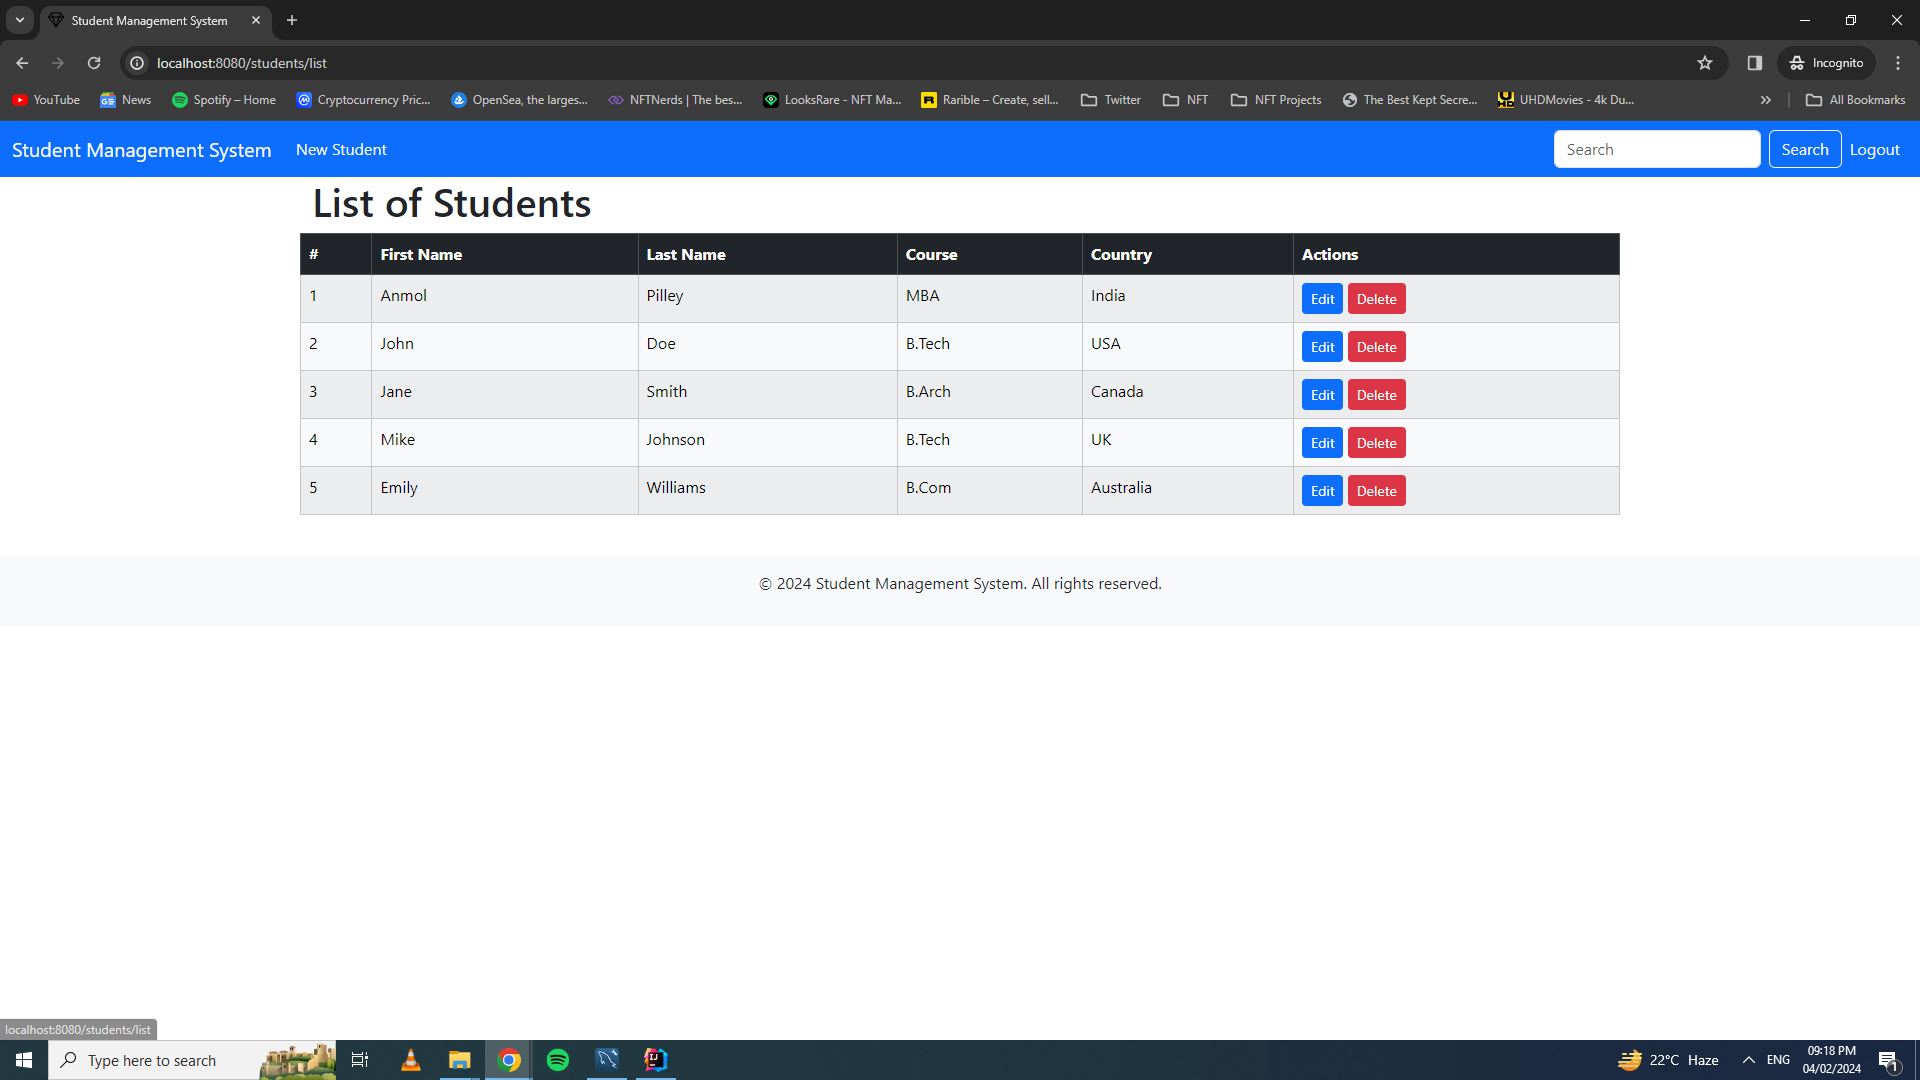 Student Management System
localhost:8080/students/list
Incognito
YouTube News Spotify – Home Cryptocurrency Pric... OpenSea, the larges... NFTNerds | The bes... LooksRare - NFT Ma... Rarible – Create, sell... Twitter NFT NFT Projects The Best Kept Secre... UHDMovies - 4k Du... » All Bookmarks
Student Management System New Student Search Search Logout
List of Students
# First Name Last Name Course Country Actions
1 Anmol Pilley MBA India Edit Delete
2 John Doe B.Tech USA Edit Delete
3 Jane Smith B.Arch Canada Edit Delete
4 Mike Johnson B.Tech UK Edit Delete
5 Emily Williams B.Com Australia Edit Delete
© 2024 Student Management System. All rights reserved.
localhost:8080/students/list
Type here to search
22°C Haze
ENG
09:18 PM
04/02/2024
1